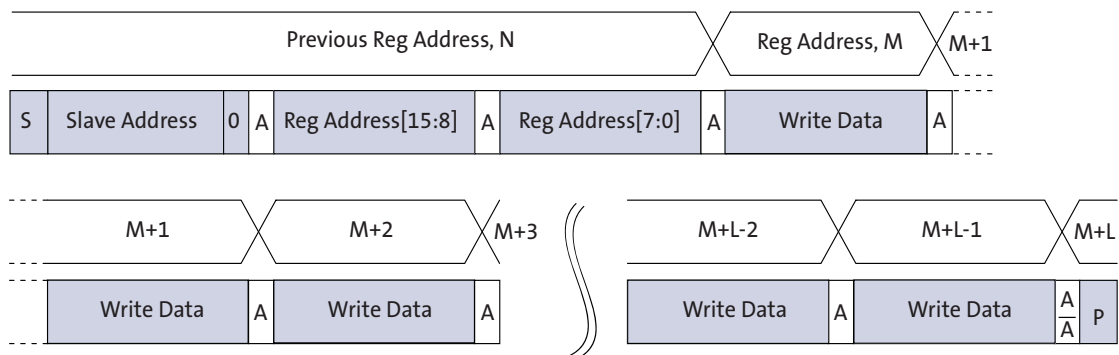 Previous Reg Address, N Reg Address, M M+1
S Slave Address 0 A Reg Address[15:8] A Reg Address[7:0] A Write Data A
M+1 M+2 M+3 M+L-2 M+L-1 M+L
Write Data A Write Data A Write Data A Write Data A/A̅ P